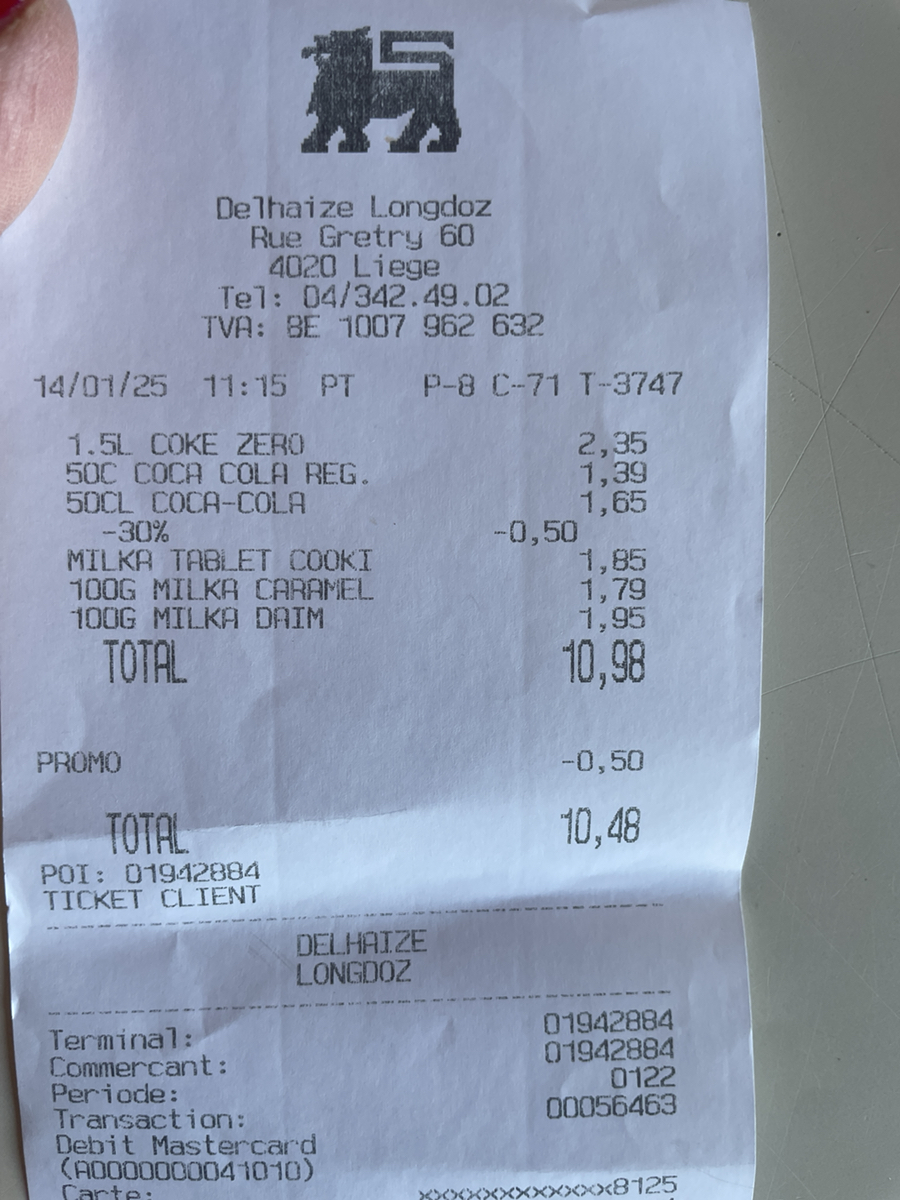 Delhaize Longdoz
Rue Gretry 60
4020 Liege
Tel: 04/342.49.02
TVA: BE 1007 962 632
14/01/25 11:15 PT P-8 C-71 T-3747
1.5L COKE ZERO 2,35
50C COCA COLA REG. 1,39
50CL COCA-COLA 1,65
-30% -0,50
MILKA TABLET COOKI 1,85
100G MILKA CARAMEL 1,79
100G MILKA DAIM 1,95
TOTAL 10,98
PROMO -0,50
TOTAL 10,48
POI: 01942884
TICKET CLIENT
DELHAIZE
LONGDOZ
Terminal: 01942884
Commercant: 01942884
Periode: 0122
Transaction: 00056463
Debit Mastercard
(A0000000041010)
Carte: xxxxxxxxxxxx8125